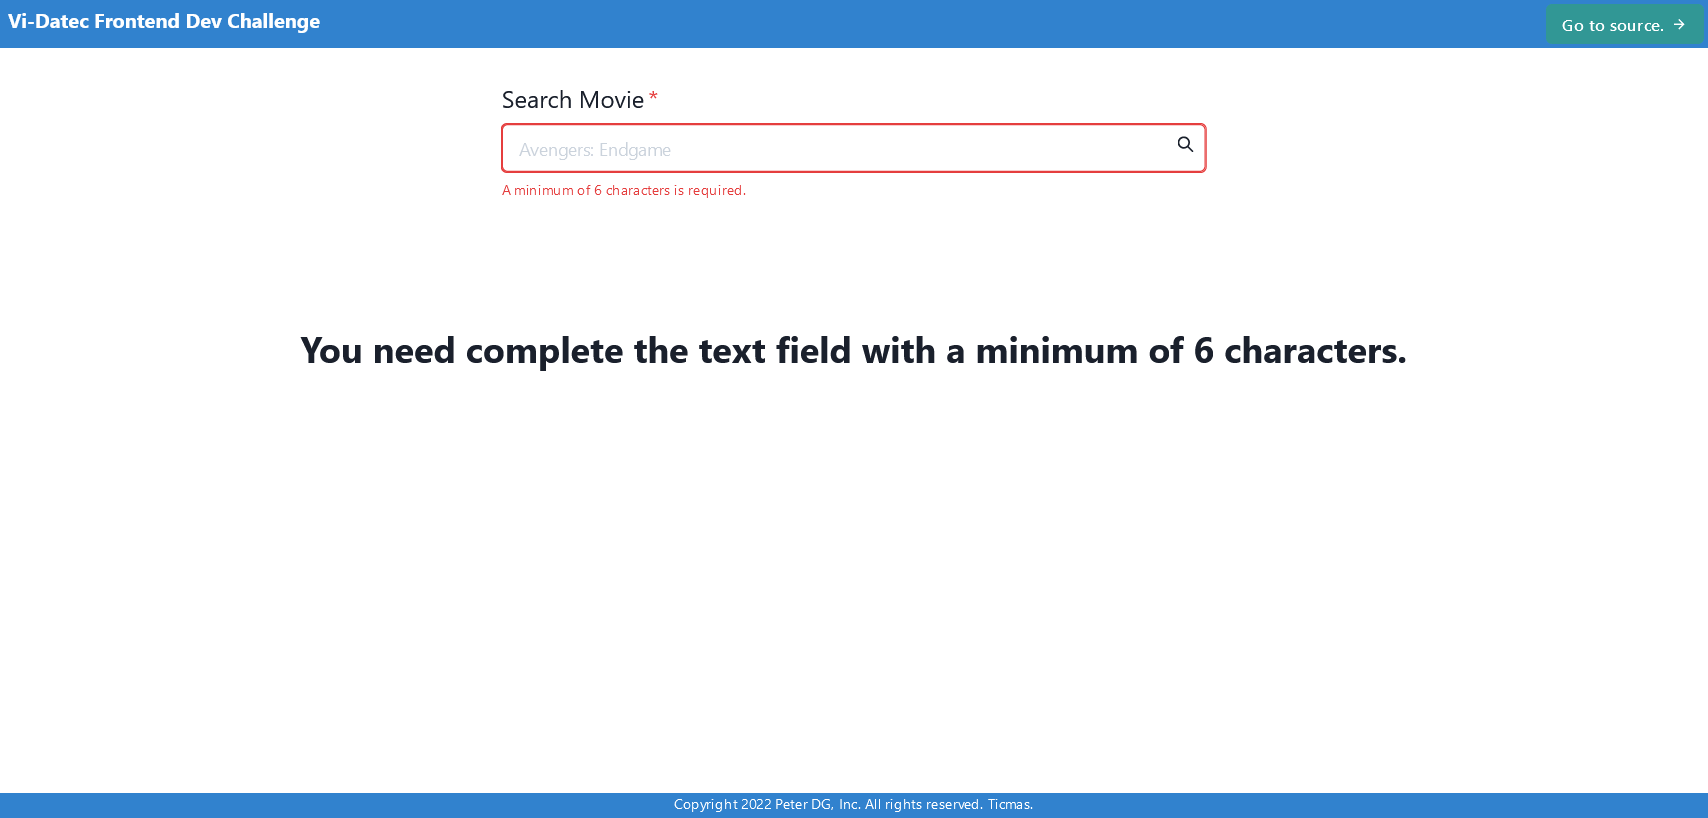 Vi-Datec Frontend Dev Challenge
Go to source.
Search Movie *
Avengers: Endgame
A minimum of 6 characters is required.
You need complete the text field with a minimum of 6 characters.
Copyright 2022 Peter DG, Inc. All rights reserved. Ticmas.